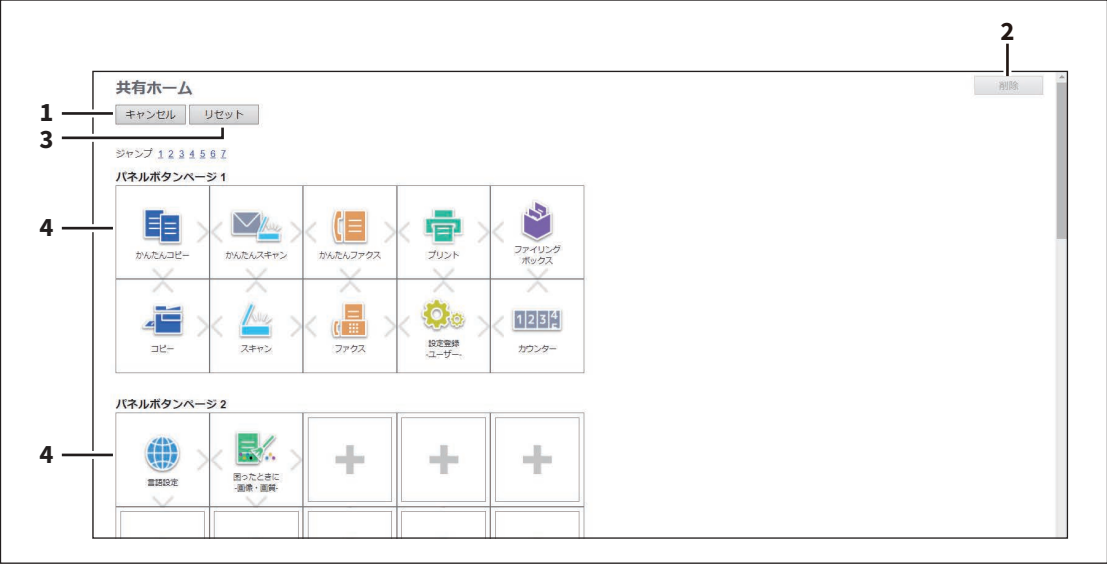 2
共有ホーム
削除
1
キャンセル リセット
3
ジャンプ 1 2 3 4 5 6 7
パネルボタンページ 1
4
かんたんコピー
かんたんスキャン
かんたんファクス
プリント
ファイリング
ボックス
コピー
スキャン
ファクス
設定登録
-ユーザー-
1 2 3 4
5
カウンター
パネルボタンページ 2
4
言語設定
困ったときに
-画像・画質-